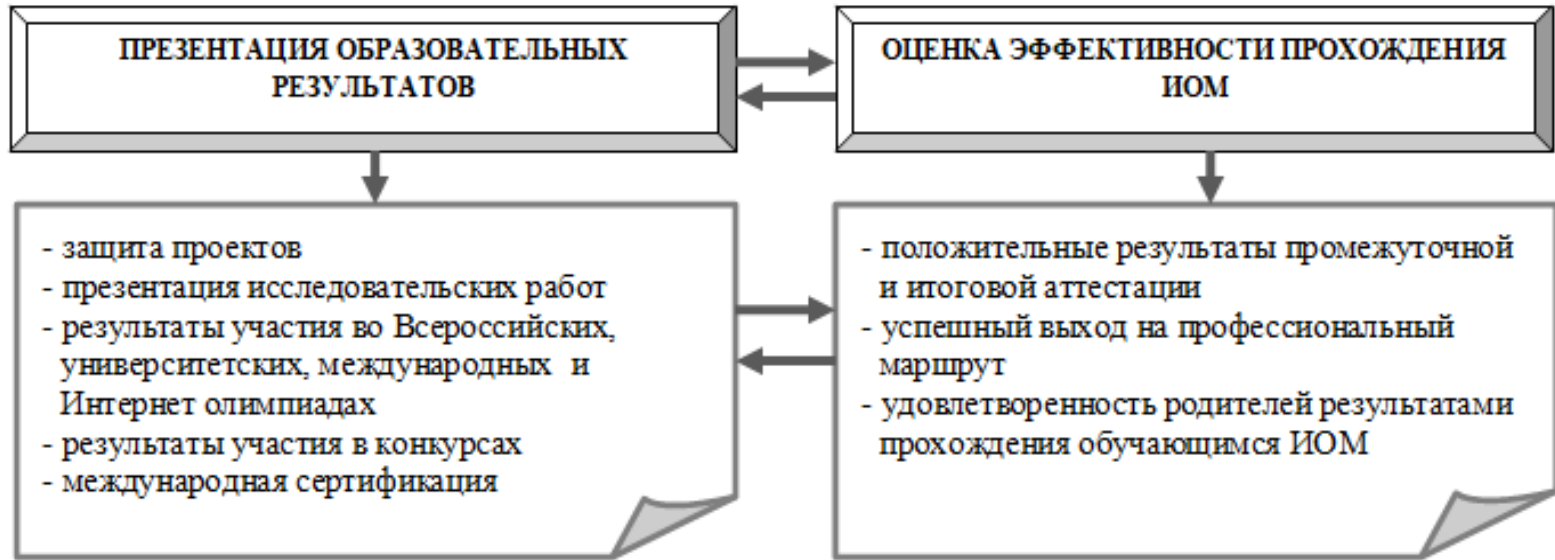 ПРЕЗЕНТАЦИЯ ОБРАЗОВАТЕЛЬНЫХ
РЕЗУЛЬТАТОВ
ОЦЕНКА ЭФФЕКТИВНОСТИ ПРОХОЖДЕНИЯ
ИОМ
- защита проектов
- презентация исследовательских работ
- результаты участия во Всероссийских,
университетских, международных и
Интернет олимпиадах
- результаты участия в конкурсах
- международная сертификация
- положительные результаты промежуточной
и итоговой аттестации
- успешный выход на профессиональный
маршрут
- удовлетворенность родителей результатами
прохождения обучающимся ИОМ